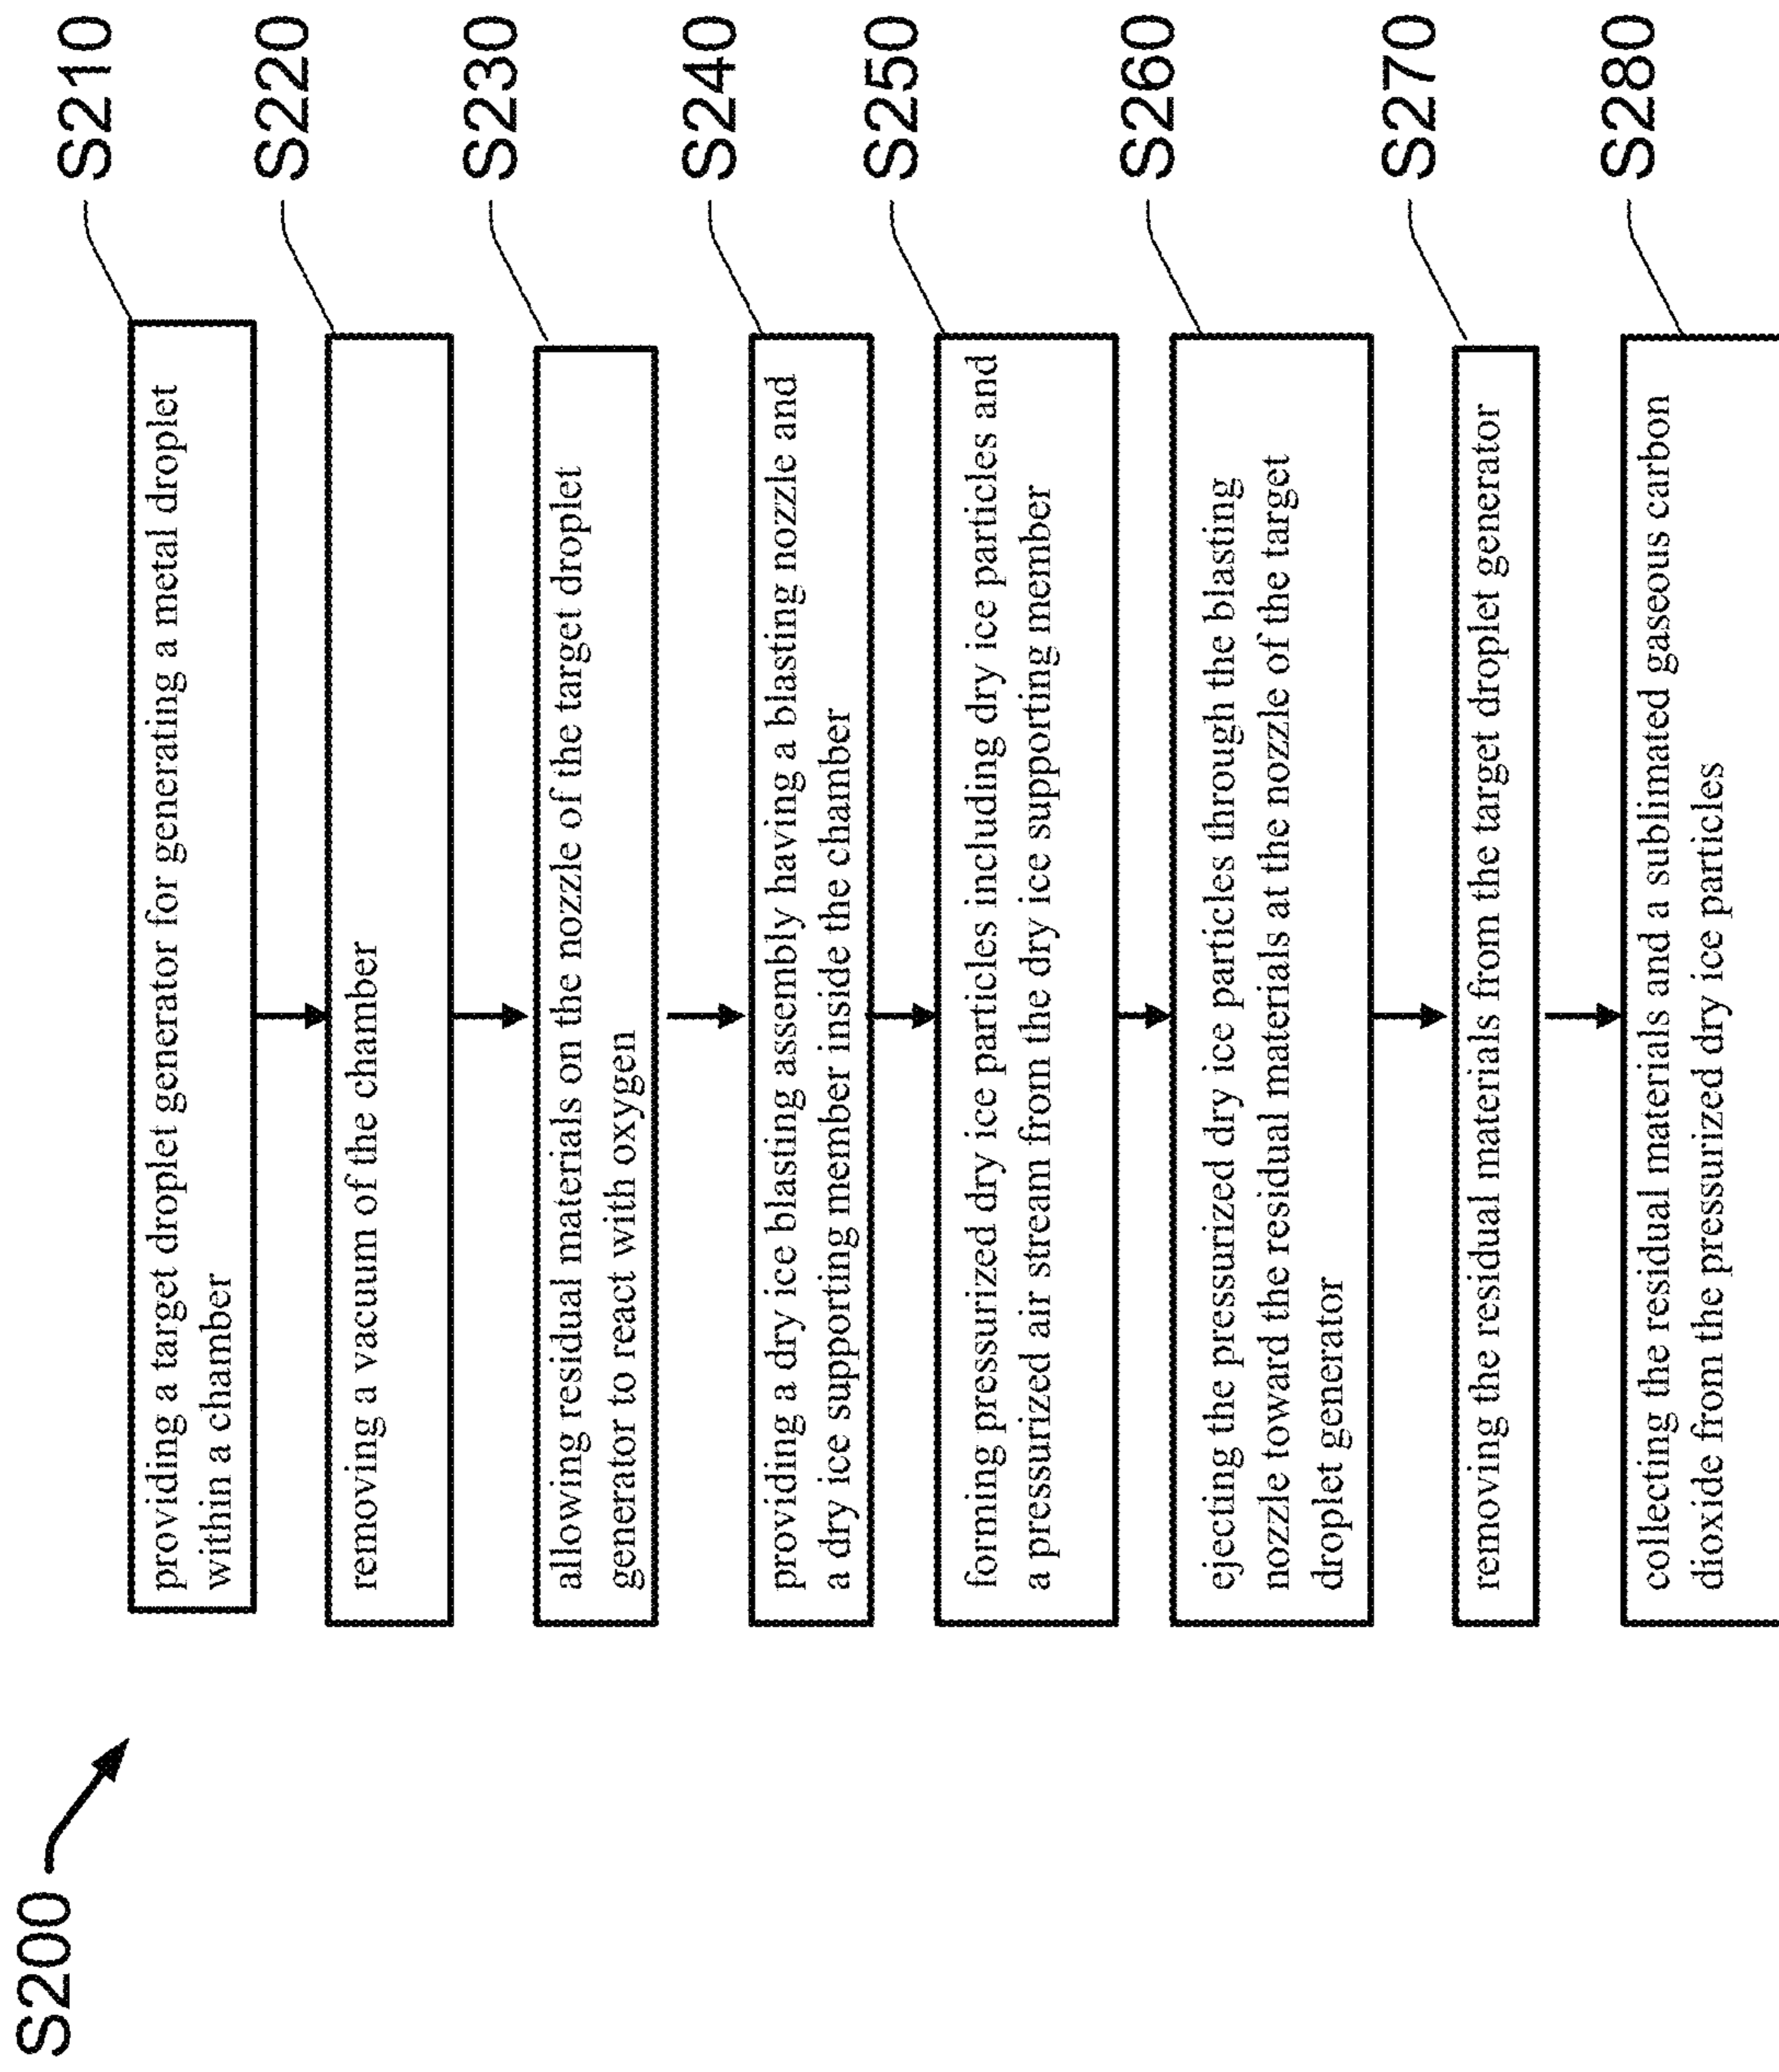 S200
S210
providing a target droplet generator for generating a metal droplet
within a chamber
S220
removing a vacuum of the chamber
S230
allowing residual materials on the nozzle of the target droplet
generator to react with oxygen
S240
providing a dry ice blasting assembly having a blasting nozzle and
a dry ice supporting member inside the chamber
S250
forming pressurized dry ice particles including dry ice particles and
a pressurized air stream from the dry ice supporting member
S260
ejecting the pressurized dry ice particles through the blasting
nozzle toward the residual materials at the nozzle of the target
droplet generator
S270
removing the residual materials from the target droplet generator
S280
collecting the residual materials and a sublimated gaseous carbon
dioxide from the pressurized dry ice particles